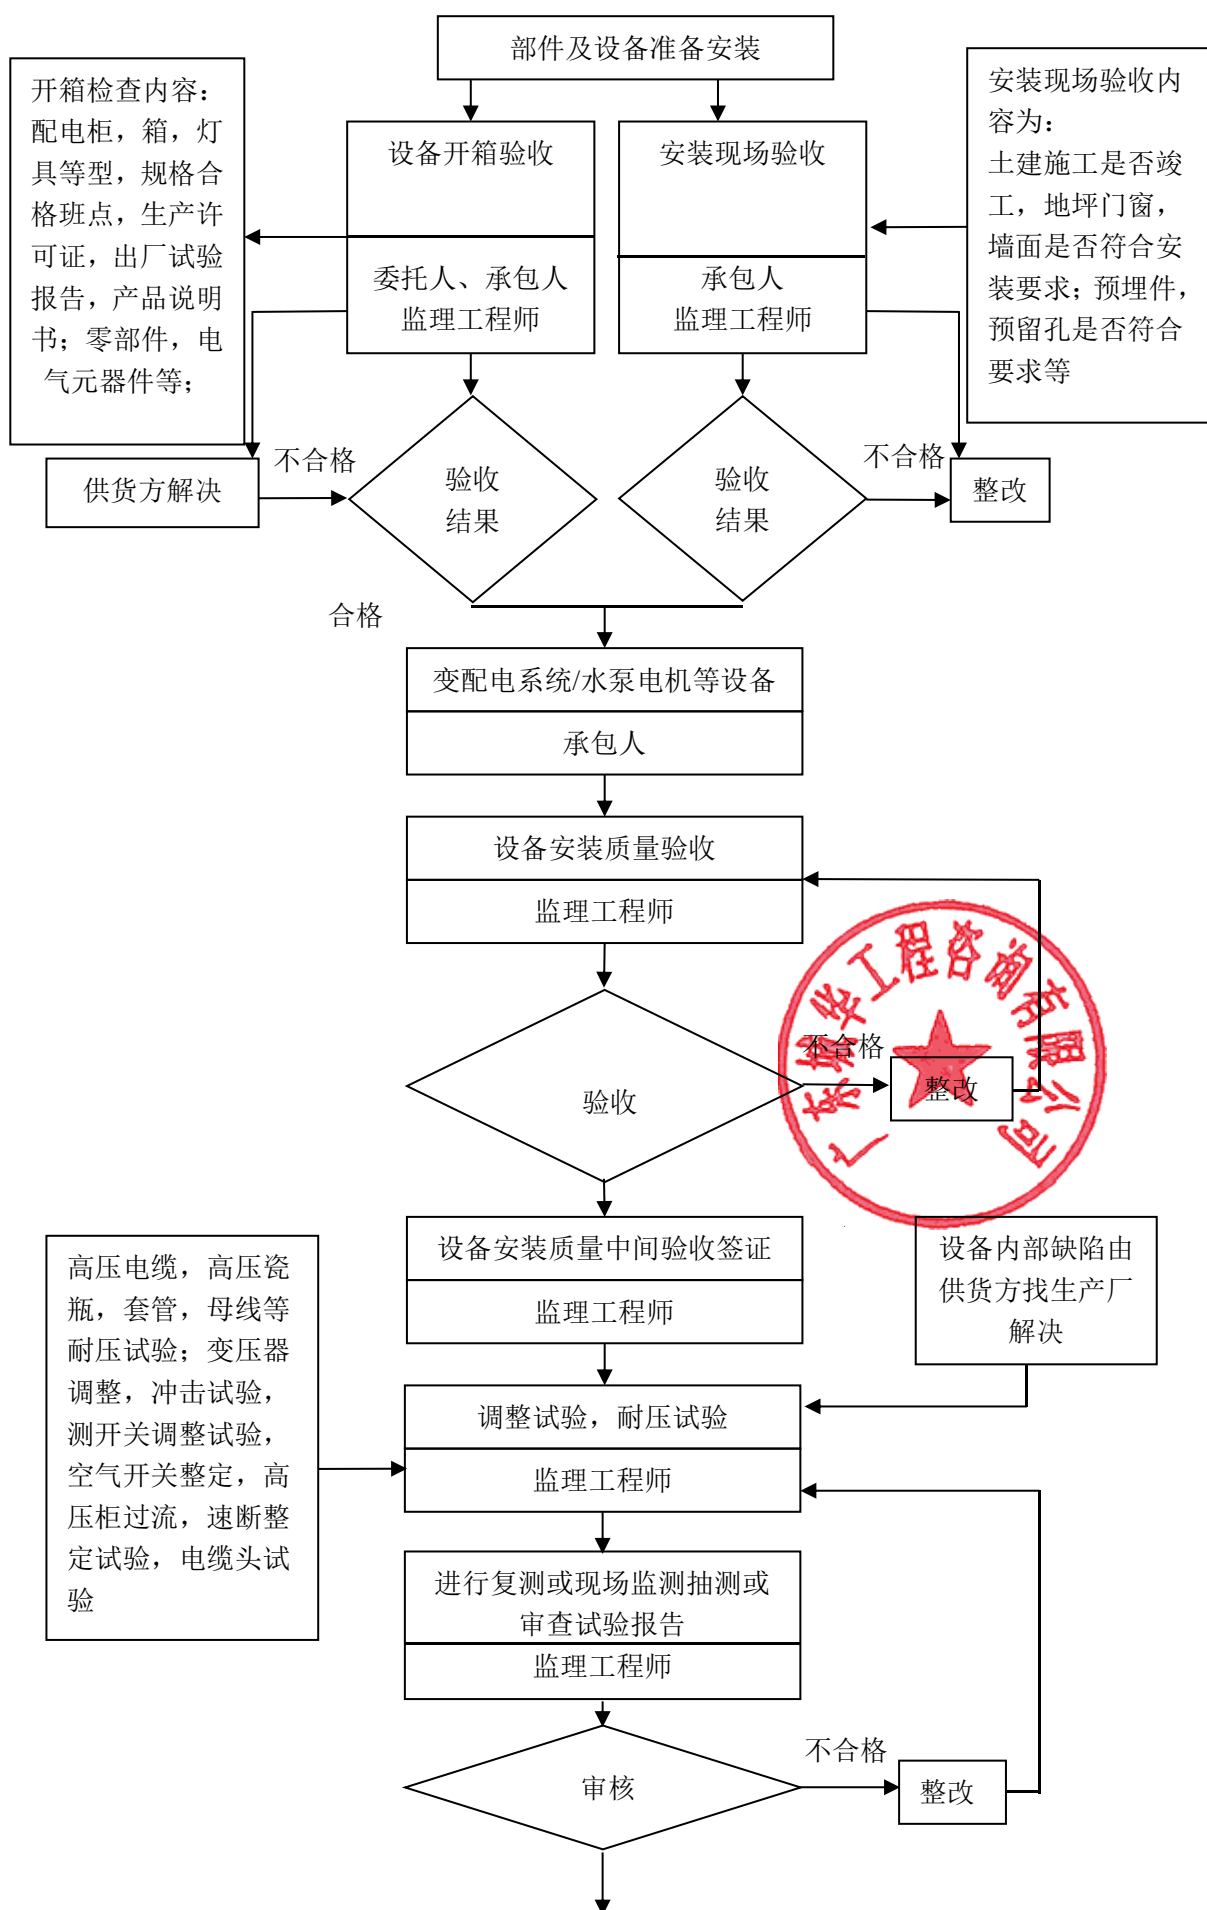 部件及设备准备安装
开箱检查内容：
配电柜，箱，灯
具等型，规格合
格班点，生产许
可证，出厂试验
报告，产品说明
书；零部件，电
气元器件等；
设备开箱验收
委托人、承包人
监理工程师
安装现场验收
承包人
监理工程师
安装现场验收内
容为：
土建施工是否竣
工，地坪门窗，
墙面是否符合安
装要求；预埋件，
预留孔是否符合
要求等
供货方解决
不合格
验收
结果
验收
结果
不合格
整改
合格
变配电系统/水泵电机等设备
承包人
设备安装质量验收
监理工程师
验收
不合格
整改
工程咨询有限公司
设备安装质量中间验收签证
监理工程师
设备内部缺陷由
供货方找生产厂
解决
高压电缆，高压瓷
瓶，套管，母线等
耐压试验；变压器
调整，冲击试验，
测开关调整试验，
空气开关整定，高
压柜过流，速断整
定试验，电缆头试
验
调整试验，耐压试验
监理工程师
进行复测或现场监测抽测或
审查试验报告
监理工程师
审核
不合格
整改